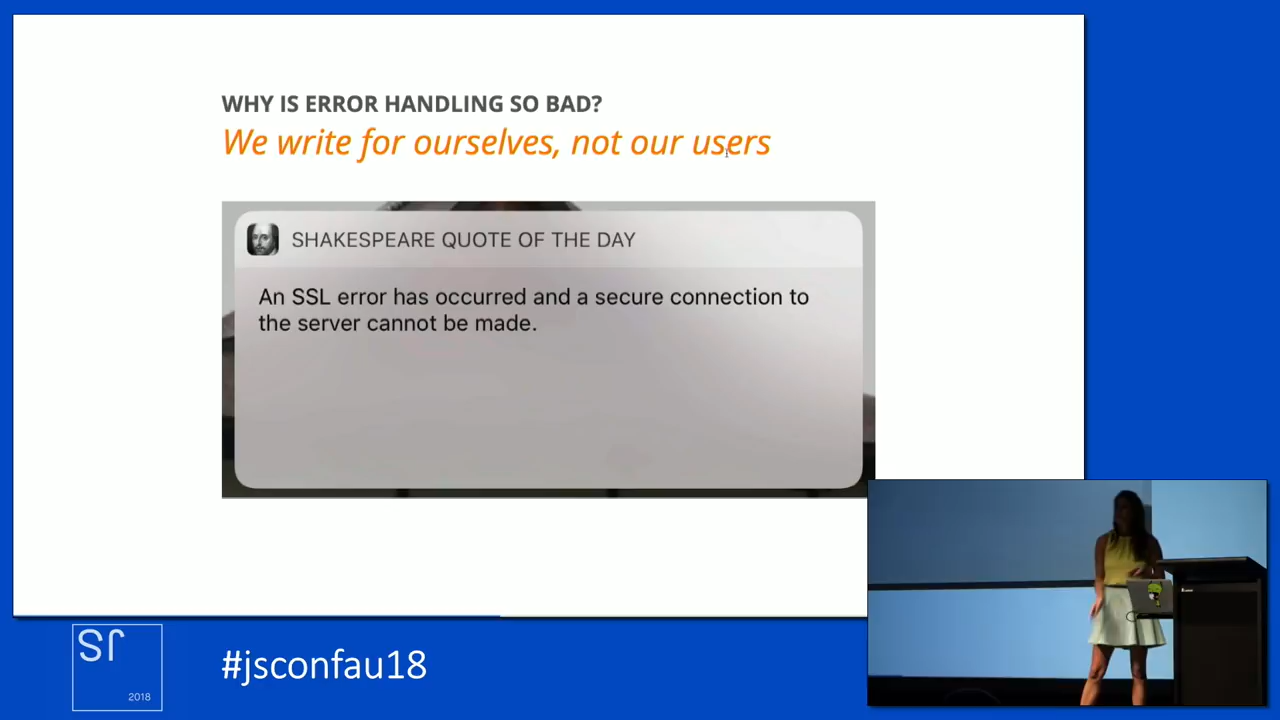 WHY IS ERROR HANDLING SO BAD?
We write for ourselves, not our users
SHAKESPEARE QUOTE OF THE DAY
An SSL error has occurred and a secure connection to
the server cannot be made.
2018
#jsconfau18